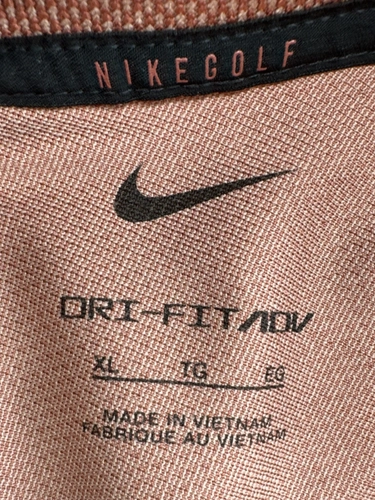 NIKEGOLF
DRI-FIT ADV
XL TG EG
MADE IN VIETNAM
FABRIQUE AU VIETNAM